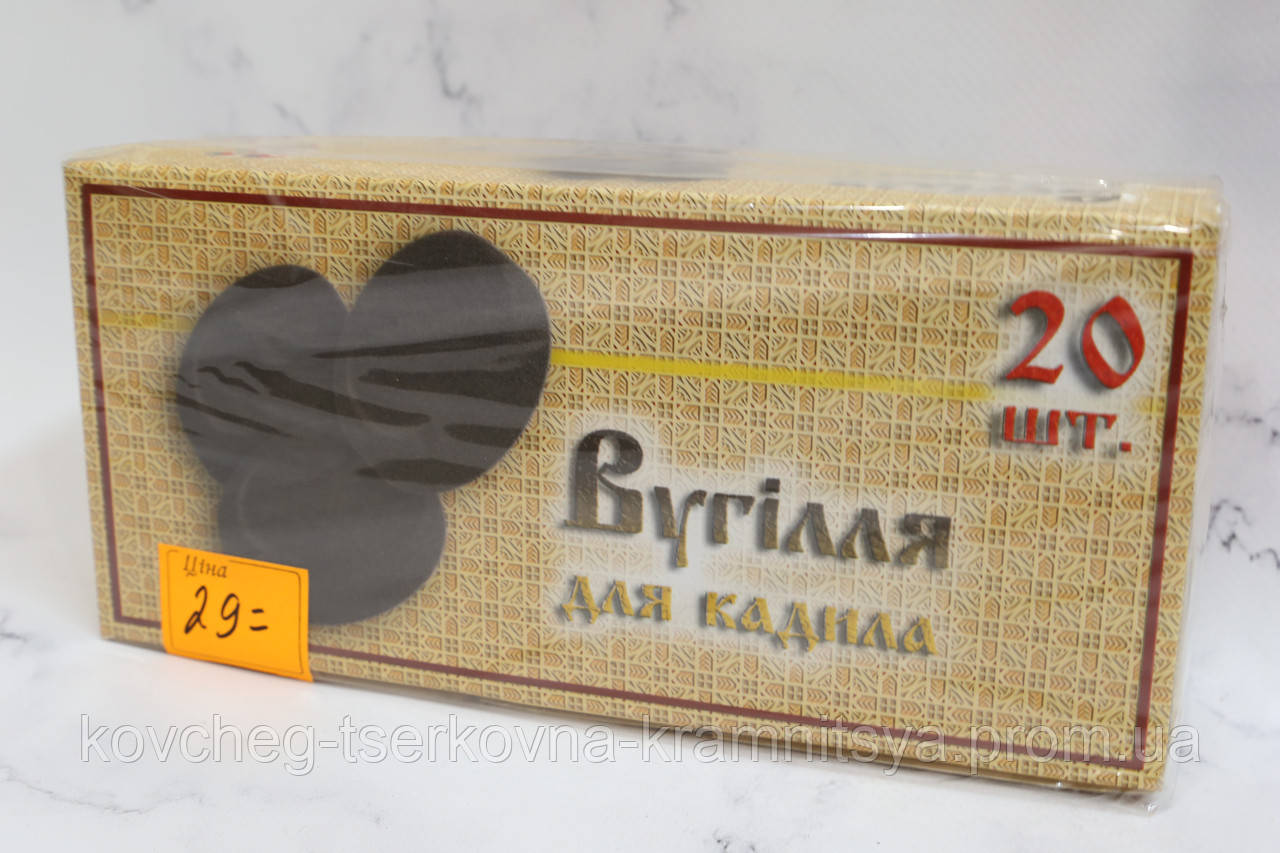 20
шт.
Вугілля
для кадила
Ціна
29=
kovcheg-tserkovna-kramnitsya.prom.ua